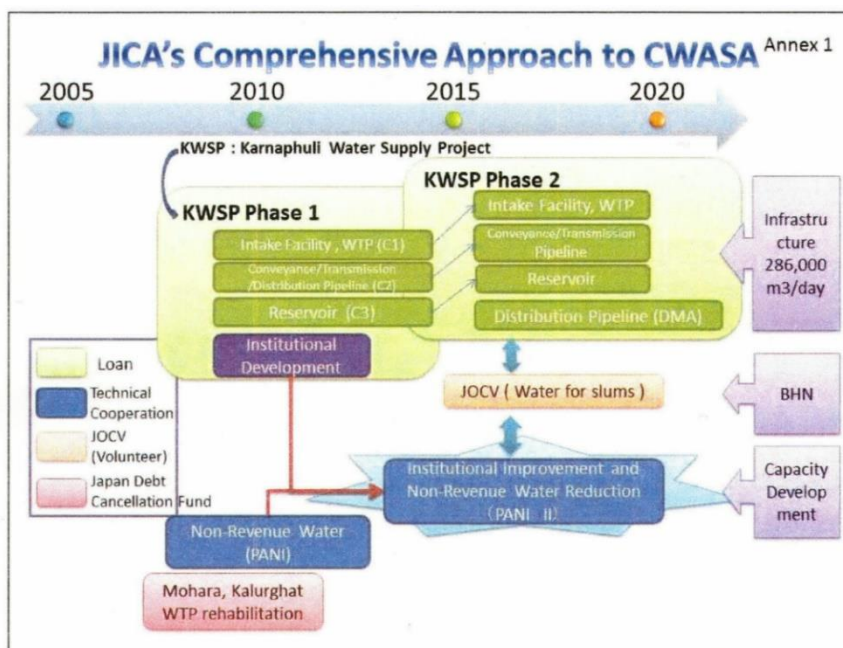 JICA's Comprehensive Approach to CWASA
Annex 1
2005 2010 2015 2020
KWSP : Karnaphuli Water Supply Project
KWSP Phase 1
Intake Facility , WTP (C1)
Conveyance/Transmission
/Distribution Pipeline (C2)
Reservoir (C3)
Institutional
Development
KWSP Phase 2
Intake Facility, WTP
Conveyance/Transmission
Pipeline
Reservoir
Distribution Pipeline (DMA)
Infrastru
cture
286,000
m3/day
Loan
Technical
Cooperation
JOCV
(Volunteer)
Japan Debt
Cancellation Fund
JOCV ( Water for slums )
BHN
Institutional Improvement and
Non-Revenue Water Reduction
(PANI II)
Capacity
Develop
ment
Non-Revenue Water
(PANI)
Mohara, Kalurghat
WTP rehabilitation